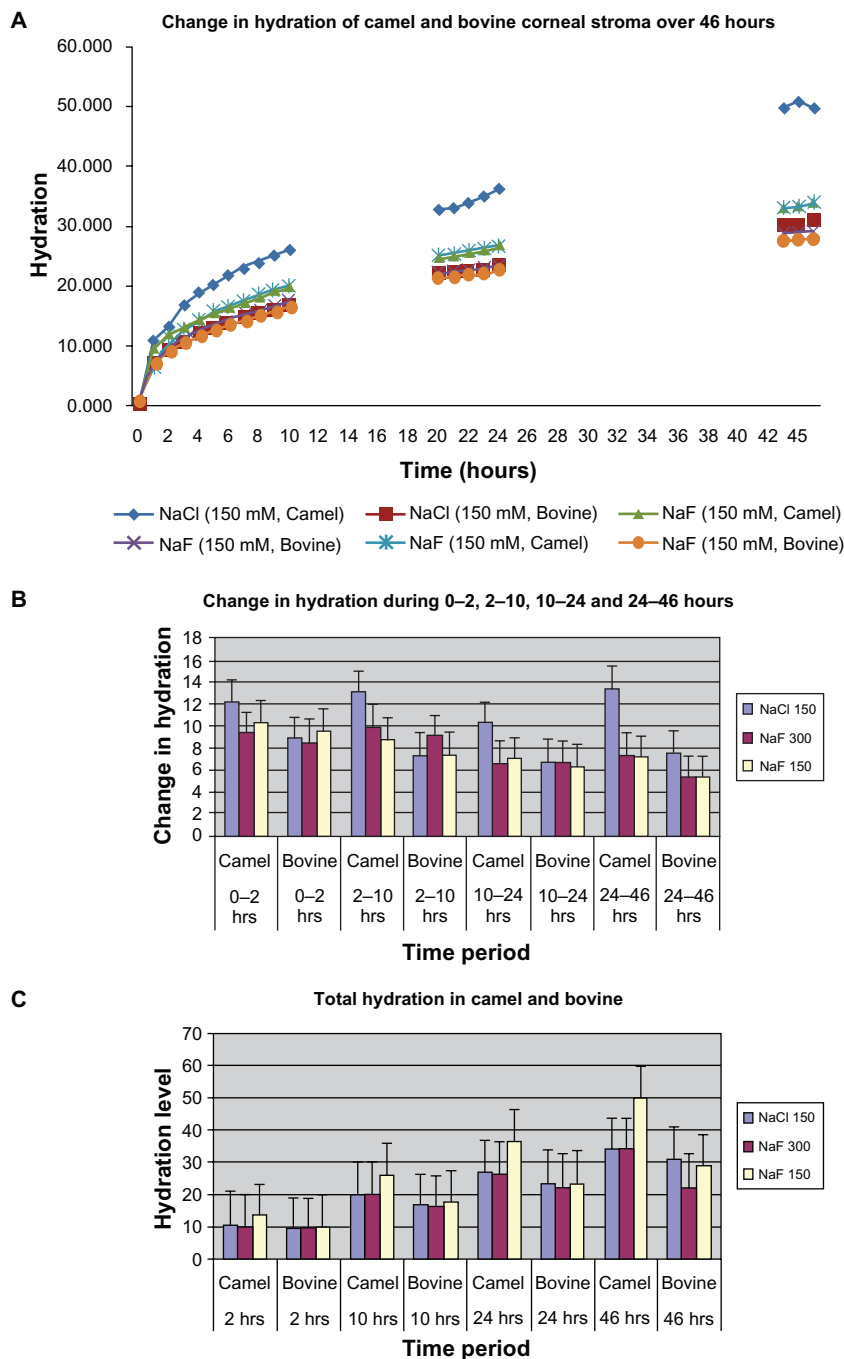 A
Change in hydration of camel and bovine corneal stroma over 46 hours
60.000
50.000
40.000
30.000
20.000
10.000
0.000
Hydration
0 2 4 6 8 10 12 14 16 18 20 22 24 26 28 30 32 34 36 38 40 42 45
Time (hours)
NaCl (150 mM, Camel) NaCl (150 mM, Bovine) NaF (150 mM, Camel)
NaF (150 mM, Bovine) NaF (150 mM, Camel) NaF (150 mM, Bovine)
B
Change in hydration during 0–2, 2–10, 10–24 and 24–46 hours
18
16
14
12
10
8
6
4
2
0
Change in hydration
NaCl 150
NaF 300
NaF 150
Camel Bovine Camel Bovine Camel Bovine Camel Bovine
0–2 0–2 2–10 2–10 10–24 10–24 24–46 24–46
hrs hrs hrs hrs hrs hrs hrs hrs
Time period
C
Total hydration in camel and bovine
70
60
50
40
30
20
10
0
Hydration level
NaCl 150
NaF 300
NaF 150
Camel Bovine Camel Bovine Camel Bovine Camel Bovine
2 hrs 2 hrs 10 hrs 10 hrs 24 hrs 24 hrs 46 hrs 46 hrs
Time period